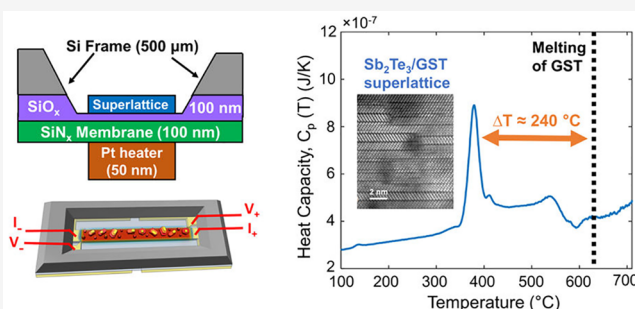 Si Frame (500 µm)
SiOₓ
Superlattice
100 nm
SiNₓ Membrane (100 nm)
Pt heater
(50 nm)
I₋
V₋
V₊
I₊
×10⁻⁷
12
10
8
6
4
2
Heat Capacity, Cₚ (T) (J/K)
Sb₂Te₃/GST
superlattice
2 nm
Melting
of GST
ΔT ≈ 240 °C
100 200 300 400 500 600 700
Temperature (°C)